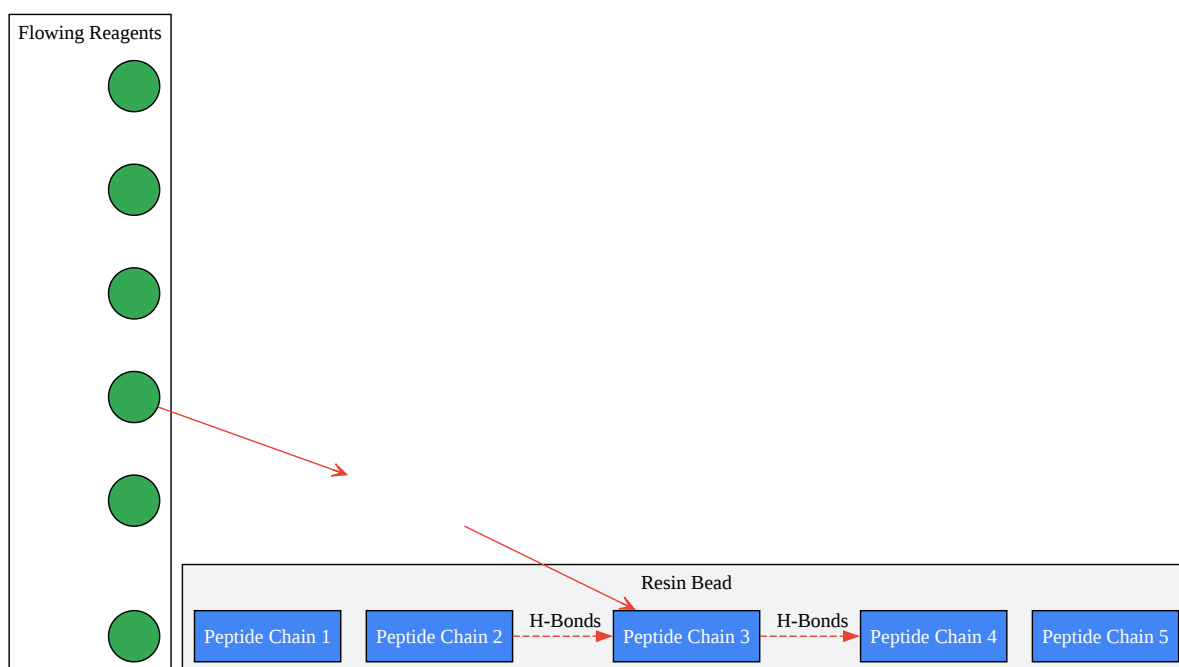 Flowing Reagents
Resin Bead
Peptide Chain 1
Peptide Chain 2
H-Bonds
Peptide Chain 3
H-Bonds
Peptide Chain 4
Peptide Chain 5